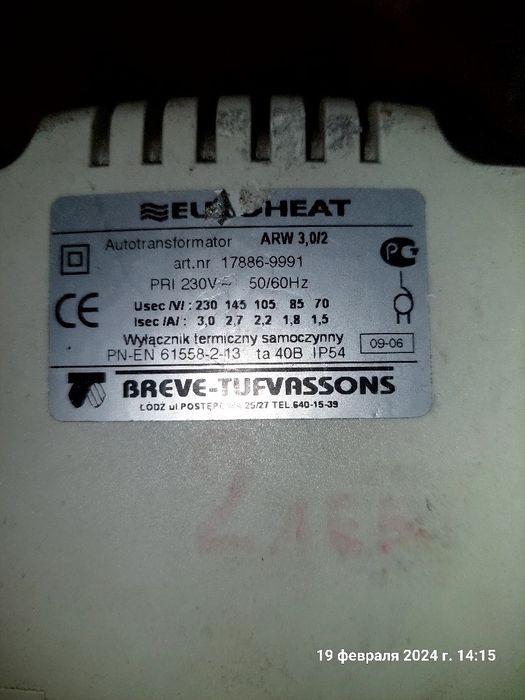 EUROHEAT
Autotransformator ARW 3,0/2
art.nr 17886-9991
PRI 230V~ 50/60Hz
Usec /V/ : 230 145 105 85 70
Isec /A/ : 3,0 2,7 2,2 1,8 1,5
Wyłącznik termiczny samoczynny
PN-EN 61558-2-13 ta 40B IP54
09-06
CE
PC
BREVE-TUFVASSONS
ŁÓDŹ ul.POSTĘPOWA 25/27 TEL.640-15-39
19 февраля 2024 г. 14:15